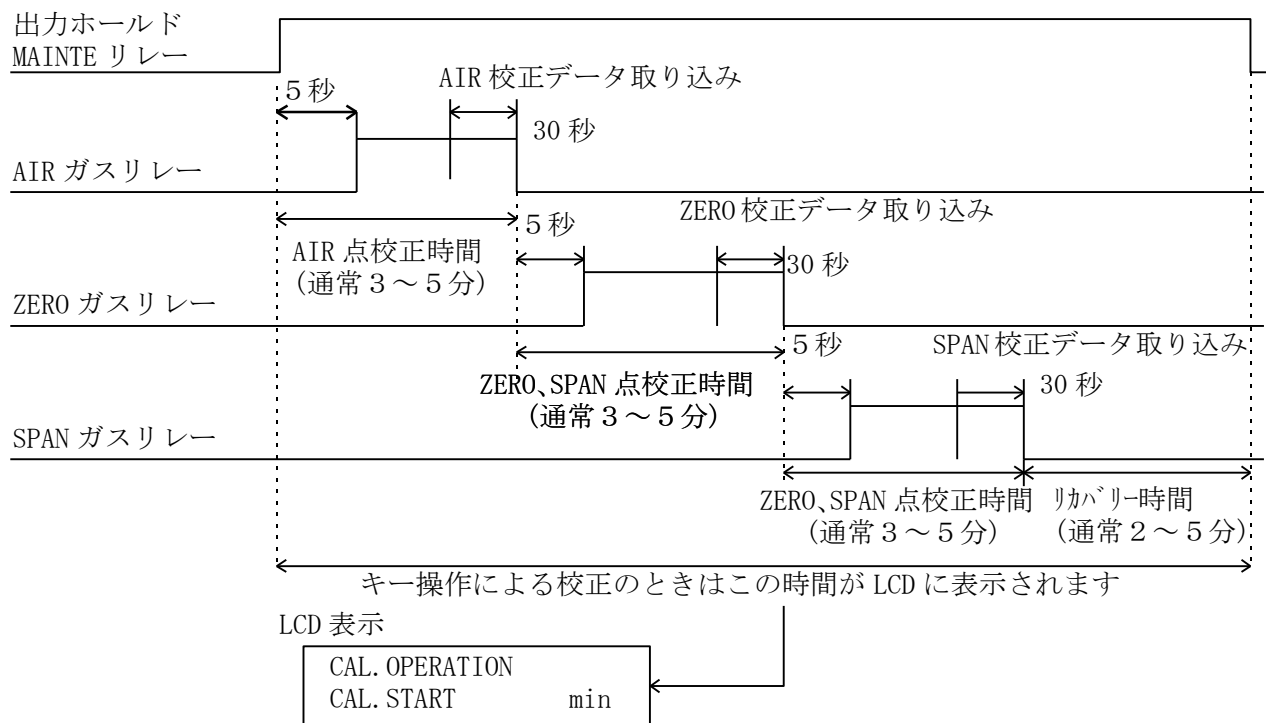 出力ホールド
MAINTE リレー
5秒
AIR 校正データ取り込み
30 秒
AIR ガスリレー
AIR 点校正時間
(通常３～５分)
5秒
ZERO 校正データ取り込み
30 秒
ZERO ガスリレー
ZERO、SPAN 点校正時間
(通常３～５分)
5秒
SPAN 校正データ取り込み
30 秒
SPAN ガスリレー
ZERO、SPAN 点校正時間
(通常３～５分)
ﾘｶﾊﾞﾘｰ時間
(通常２～５分)
キー操作による校正のときはこの時間が LCD に表示されます
LCD 表示
CAL.OPERATION
CAL.START min